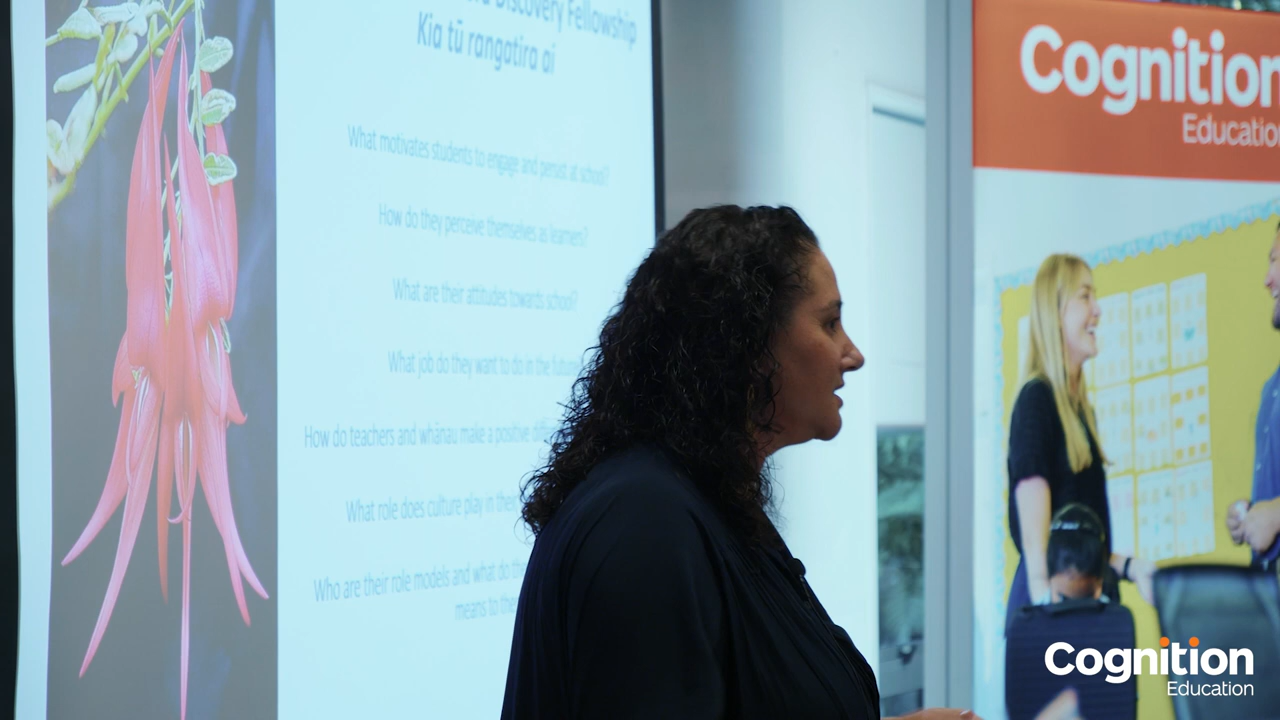 Discovery Fellowship
Kia tū rangatira ai
What motivates students to engage and persist at school?
How do they perceive themselves as learners?
What are their attitudes towards school?
What job do they want to do in the future
How do teachers and whānau make a positive
What role does culture play in their
Who are their role models and what do
means to
Cognition
Education
Cognition
Education